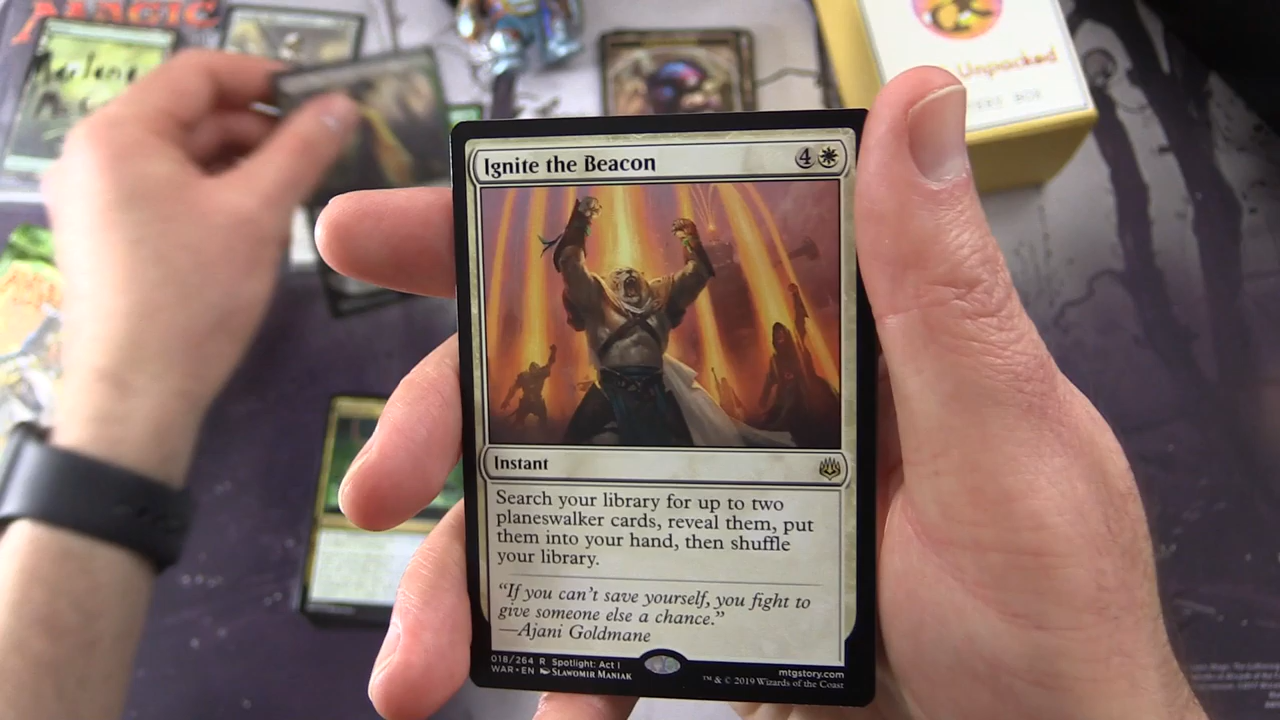 MAGIC
Marlene
Unpacked
Ignite the Beacon
4
Instant
Search your library for up to two
planeswalker cards, reveal them, put
them into your hand, then shuffle
your library.
“If you can’t save yourself, you fight to
give someone else a chance.”
—Ajani Goldmane
018/264 R Spotlight: Act I
WAR • EN Slawomir Maniak
mtgstory.com
™ & © 2019 Wizards of the Coast